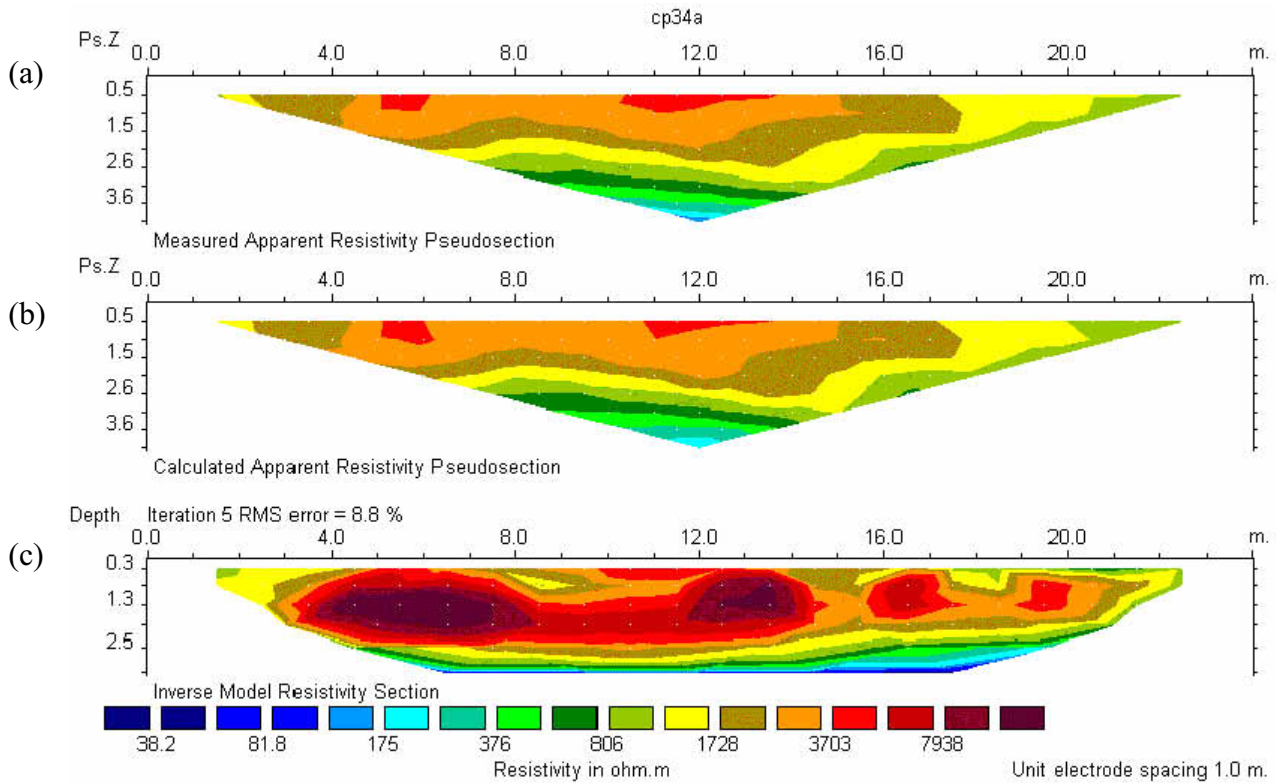 cp34a
(a)
Ps.Z 0.0 4.0 8.0 12.0 16.0 20.0 m.
0.5
1.5
2.6
3.6
Measured Apparent Resistivity Pseudosection
(b)
Ps.Z 0.0 4.0 8.0 12.0 16.0 20.0 m.
0.5
1.5
2.6
3.6
Calculated Apparent Resistivity Pseudosection
(c)
Depth Iteration 5 RMS error = 8.8 %
0.0 4.0 8.0 12.0 16.0 20.0 m.
0.3
1.3
2.5
Inverse Model Resistivity Section
38.2 81.8 175 376 806 1728 3703 7938
Resistivity in ohm.m Unit electrode spacing 1.0 m.